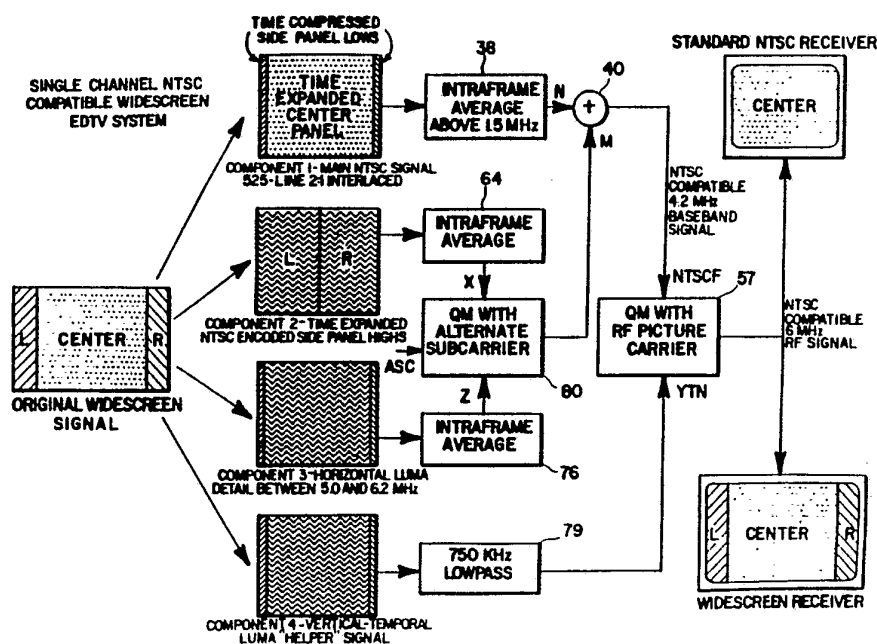 SINGLE CHANNEL NTSC
COMPATIBLE WIDESCREEN
EDTV SYSTEM
TIME COMPRESSED
SIDE PANEL LOWS
TIME
EXPANDED
CENTER
PANEL
COMPONENT 1-MAIN NTSC SIGNAL
525-LINE 2:1 INTERLACED
38
INTRAFRAME
AVERAGE
ABOVE 1.5 MHz
N
40
+
M
STANDARD NTSC RECEIVER
CENTER
L
R
COMPONENT 2-TIME EXPANDED
NTSC ENCODED SIDE PANEL HIGHS
64
INTRAFRAME
AVERAGE
X
QM WITH
ALTERNATE
SUBCARRIER
ASC
80
Z
INTRAFRAME
AVERAGE
76
NTSC
COMPATIBLE
4.2 MHz
BASEBAND
SIGNAL
NTSCF
57
QM WITH
RF PICTURE
CARRIER
YTN
NTSC
COMPATIBLE
6 MHz
RF SIGNAL
L
CENTER
R
ORIGINAL WIDESCREEN
SIGNAL
COMPONENT 3-HORIZONTAL LUMA
DETAIL BETWEEN 5.0 AND 6.2 MHz
79
750 KHz
LOWPASS
COMPONENT 4-VERTICAL-TEMPORAL
LUMA "HELPER" SIGNAL
L
CENTER
R
WIDESCREEN RECEIVER